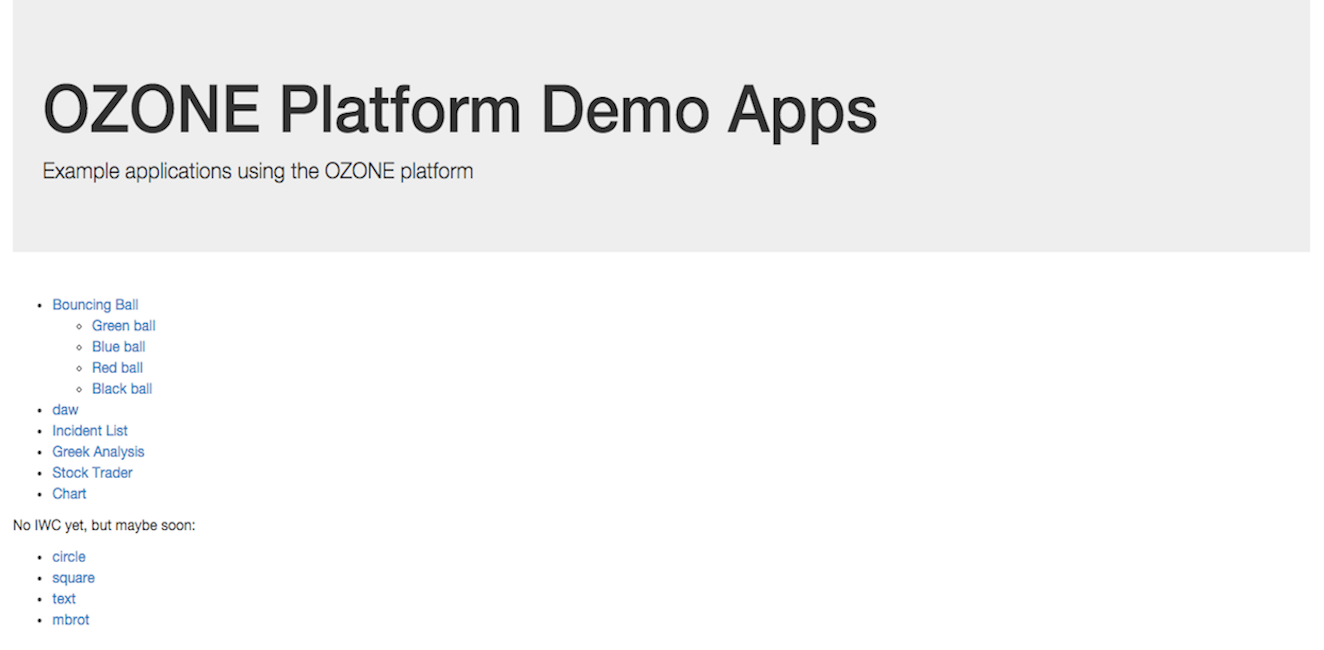 OZONE Platform Demo Apps
Example applications using the OZONE platform
Bouncing Ball
Green ball
Blue ball
Red ball
Black ball
daw
Incident List
Greek Analysis
Stock Trader
Chart
No IWC yet, but maybe soon:
circle
square
text
mbrot